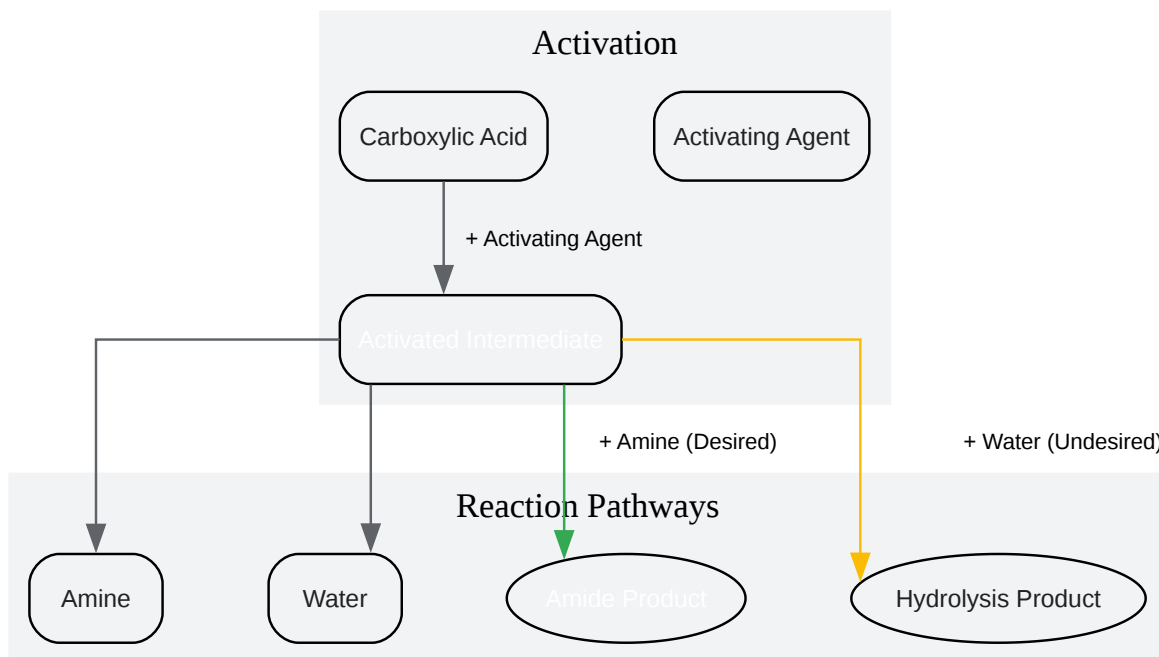 Activation
Carboxylic Acid
Activating Agent
+ Activating Agent
Activated Intermediate
+ Amine (Desired)
+ Water (Undesired)
Reaction Pathways
Amine
Water
Amide Product
Hydrolysis Product